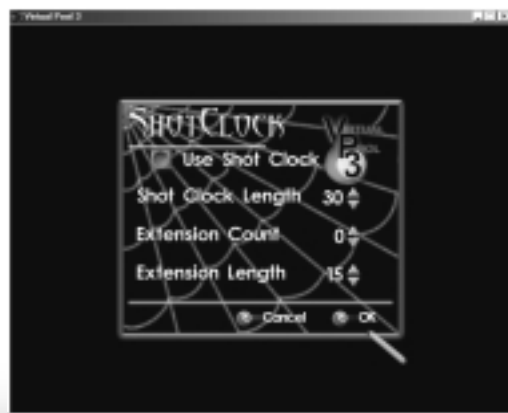 Virtual Pool 3
ShotClock
Virtual Pool 3
Use Shot Clock
Shot Clock Length 30
Extension Count 0
Extension Length 15
Cancel OK